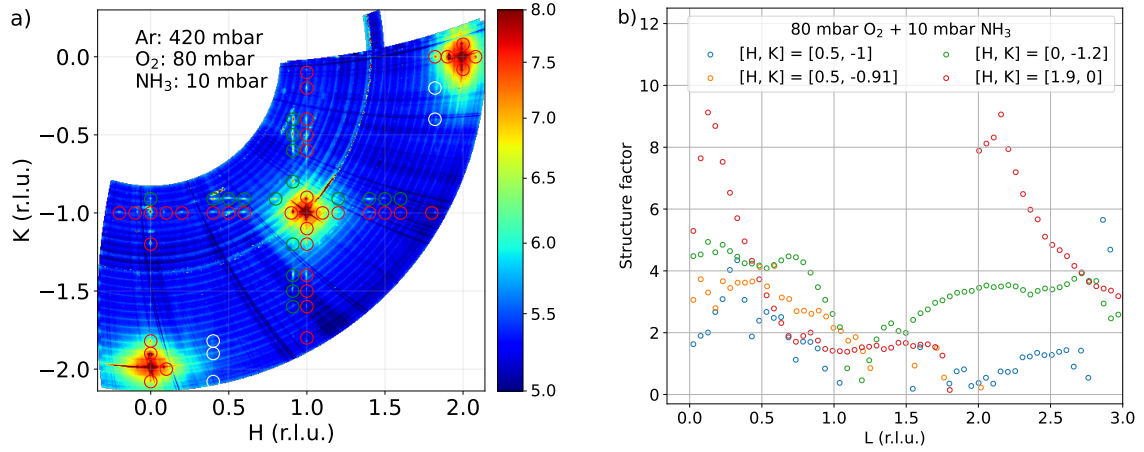 a)
Ar: 420 mbar
O₂: 80 mbar
NH₃: 10 mbar
0.0
−0.5
−1.0
−1.5
−2.0
K (r.l.u.)
0.0 0.5 1.0 1.5 2.0
H (r.l.u.)
8.0
7.5
7.0
6.5
6.0
5.5
5.0
b)
80 mbar O₂ + 10 mbar NH₃
[H, K] = [0.5, -1] [H, K] = [0, -1.2]
[H, K] = [0.5, -0.91] [H, K] = [1.9, 0]
12
10
8
6
4
2
0
Structure factor
0.0 0.5 1.0 1.5 2.0 2.5 3.0
L (r.l.u.)